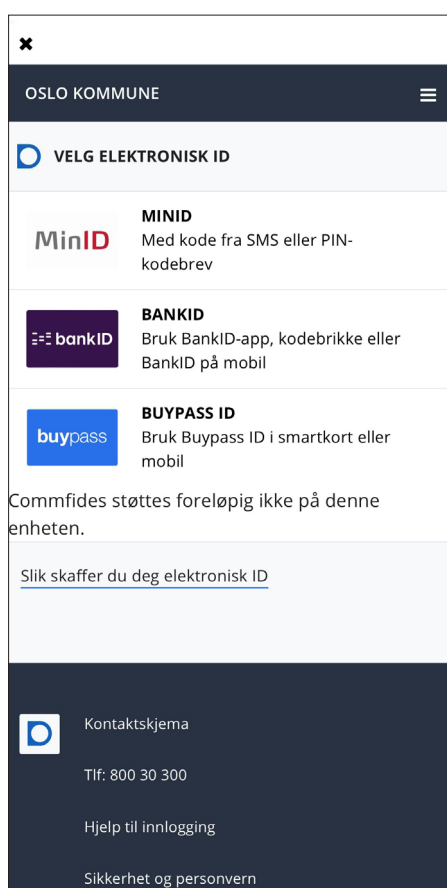 ✖
OSLO KOMMUNE
VELG ELEKTRONISK ID
MinID
MINID
Med kode fra SMS eller PIN-
kodebrev
bankID
BANKID
Bruk BankID-app, kodebrikke eller
BankID på mobil
buypass
BUYPASS ID
Bruk Buypass ID i smartkort eller
mobil
Commfides støttes foreløpig ikke på denne
enheten.
Slik skaffer du deg elektronisk ID
Kontaktskjema
Tlf: 800 30 300
Hjelp til innlogging
Sikkerhet og personvern